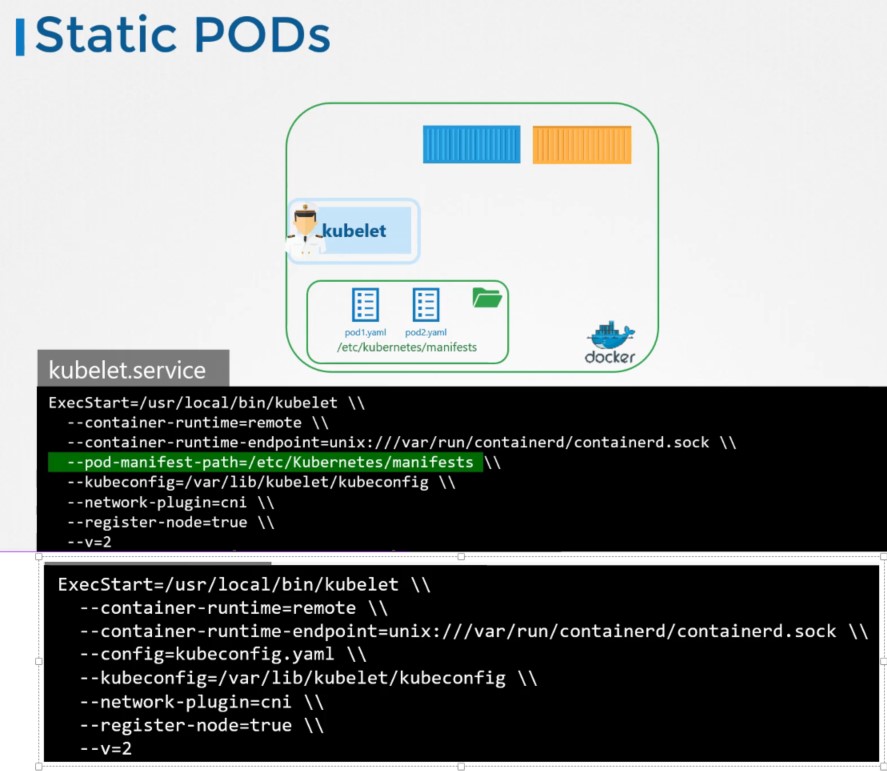 Static PODs
kubelet
pod1.yaml pod2.yaml
/etc/kubernetes/manifests
docker
kubelet.service
ExecStart=/usr/local/bin/kubelet \\
--container-runtime=remote \\
--container-runtime-endpoint=unix:///var/run/containerd/containerd.sock \\
--pod-manifest-path=/etc/Kubernetes/manifests \\
--kubeconfig=/var/lib/kubelet/kubeconfig \\
--network-plugin=cni \\
--register-node=true \\
--v=2
ExecStart=/usr/local/bin/kubelet \\
--container-runtime=remote \\
--container-runtime-endpoint=unix:///var/run/containerd/containerd.sock \\
--config=kubeconfig.yaml \\
--kubeconfig=/var/lib/kubelet/kubeconfig \\
--network-plugin=cni \\
--register-node=true \\
--v=2